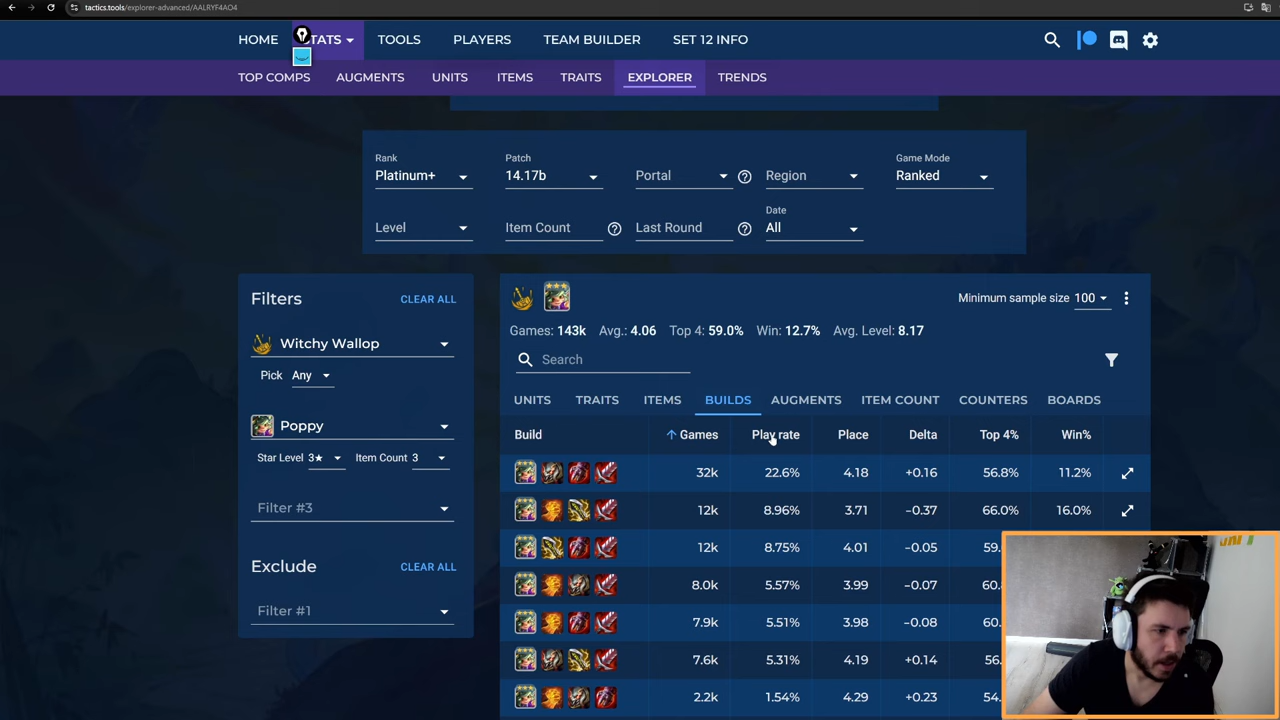 tactics.tools/explorer-advanced/AALRYF4AO4
HOME TATS TOOLS PLAYERS TEAM BUILDER SET 12 INFO
TOP COMPS AUGMENTS UNITS ITEMS TRAITS EXPLORER TRENDS
Rank Patch Game Mode
Platinum+ 14.17b Portal Region Ranked
Date
Level Item Count Last Round All
Filters CLEAR ALL
Witchy Wallop
Pick Any
Poppy
Star Level 3★ Item Count 3
Filter #3
Exclude CLEAR ALL
Filter #1
Minimum sample size 100
Games: 143k Avg.: 4.06 Top 4: 59.0% Win: 12.7% Avg. Level: 8.17
Search
UNITS TRAITS ITEMS BUILDS AUGMENTS ITEM COUNT COUNTERS BOARDS
Build Games Play rate Place Delta Top 4% Win%
32k 22.6% 4.18 +0.16 56.8% 11.2%
12k 8.96% 3.71 -0.37 66.0% 16.0%
12k 8.75% 4.01 -0.05 59.
8.0k 5.57% 3.99 -0.07 60.
7.9k 5.51% 3.98 -0.08 60.
7.6k 5.31% 4.19 +0.14 56.
2.2k 1.54% 4.29 +0.23 54.